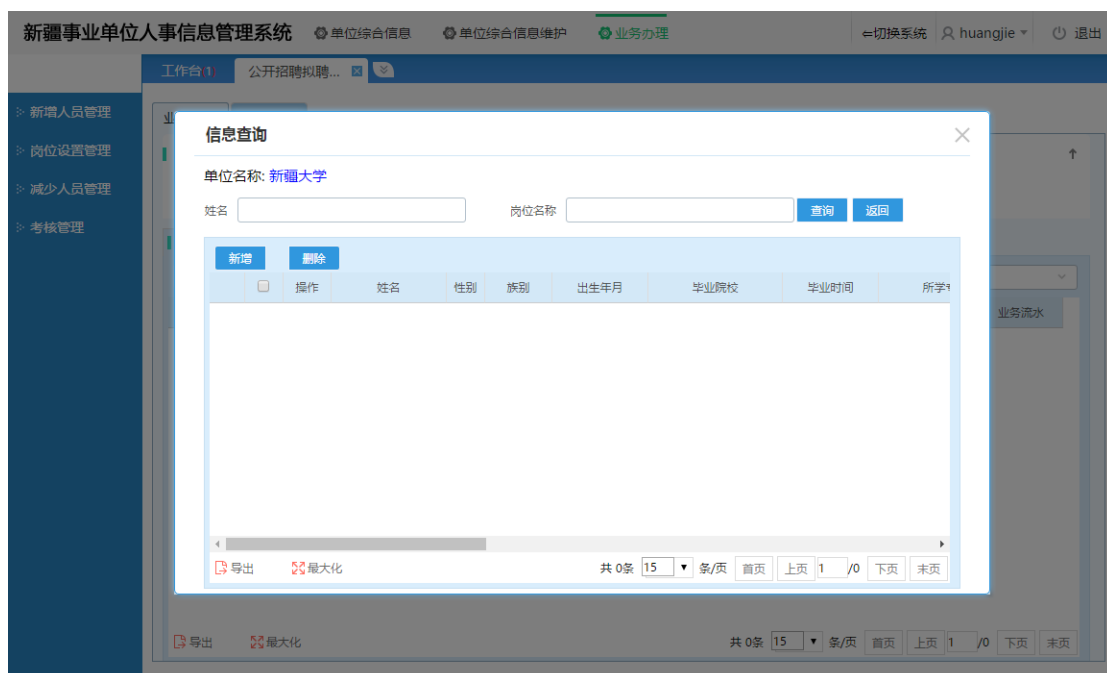 新疆事业单位人事信息管理系统 单位综合信息 单位综合信息维护 业务办理 ⇐切换系统 huangjie 退出
工作台(1) 公开招聘拟聘...
新增人员管理
岗位设置管理
减少人员管理
考核管理
信息查询
单位名称: 新疆大学
姓名 岗位名称 查询 返回
新增 删除
操作 姓名 性别 族别 出生年月 毕业院校 毕业时间 所学
业务流水
导出 最大化 共 0条 15 条/页 首页 上页 1 /0 下页 末页
导出 最大化 共 0条 15 条/页 首页 上页 1 /0 下页 末页